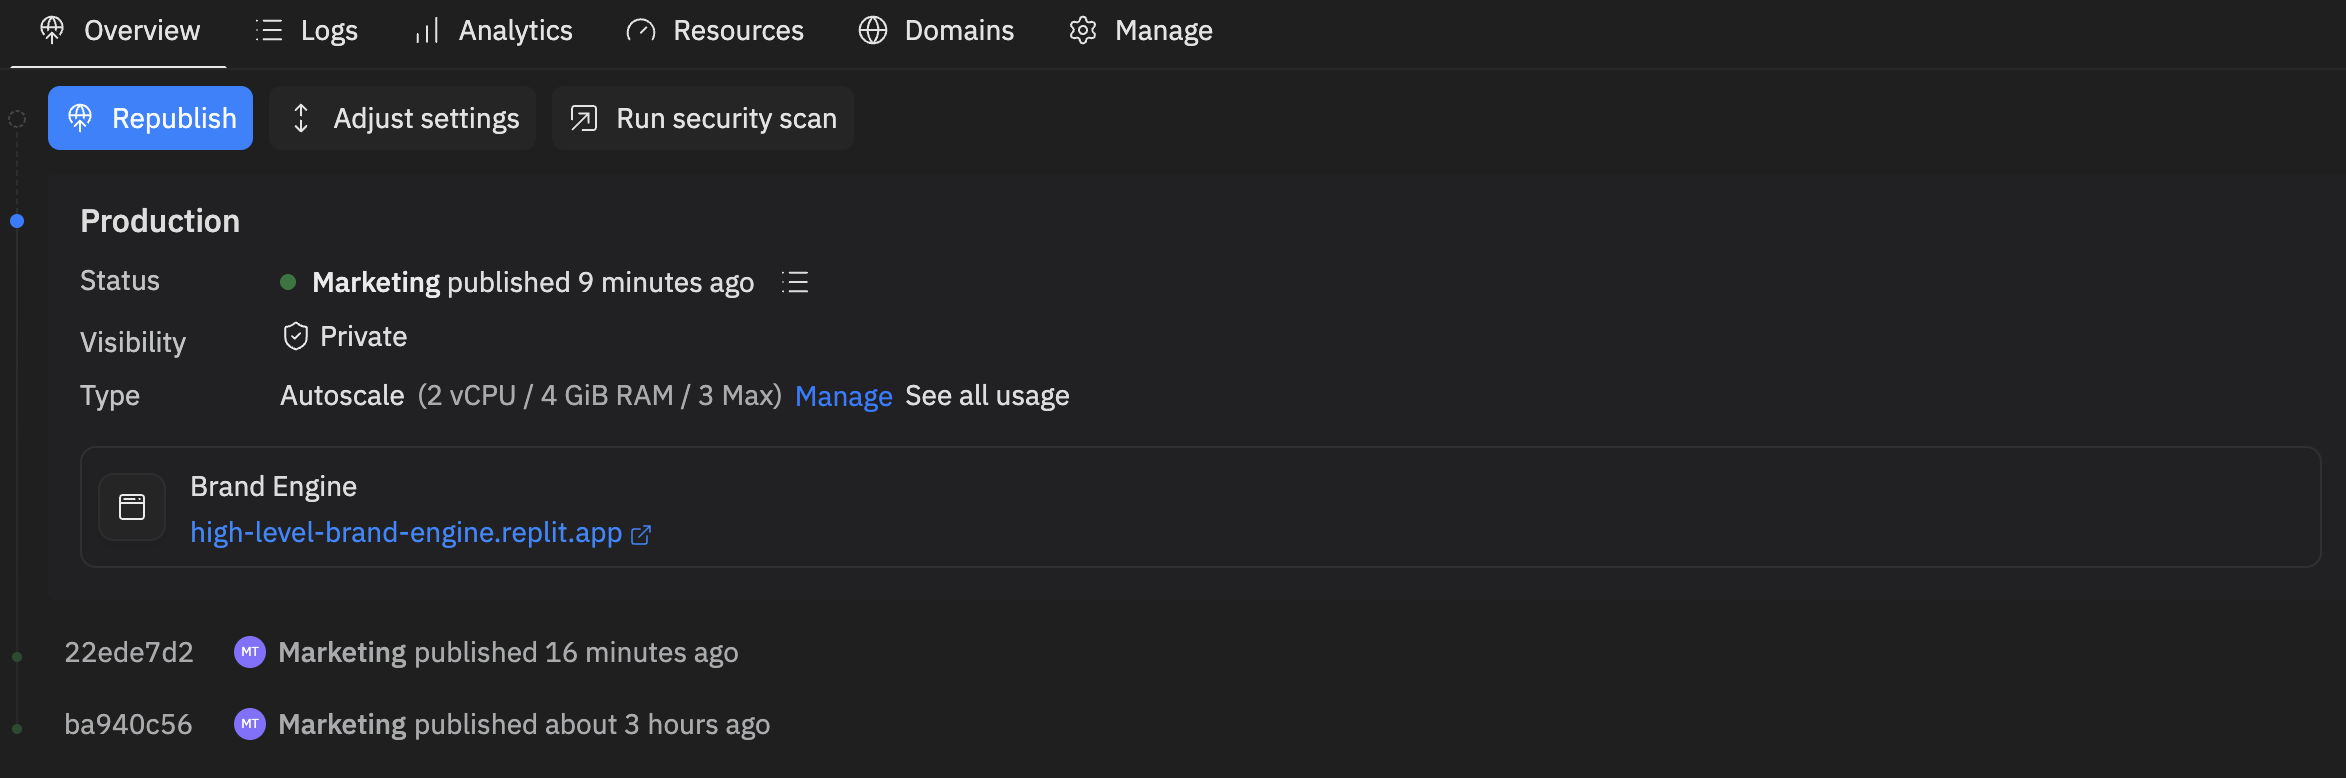 Overview Logs Analytics Resources Domains Manage
Republish Adjust settings Run security scan
Production
Status Marketing published 9 minutes ago
Visibility Private
Type Autoscale (2 vCPU / 4 GiB RAM / 3 Max) Manage See all usage
Brand Engine
high-level-brand-engine.replit.app
22ede7d2 MT Marketing published 16 minutes ago
ba940c56 MT Marketing published about 3 hours ago